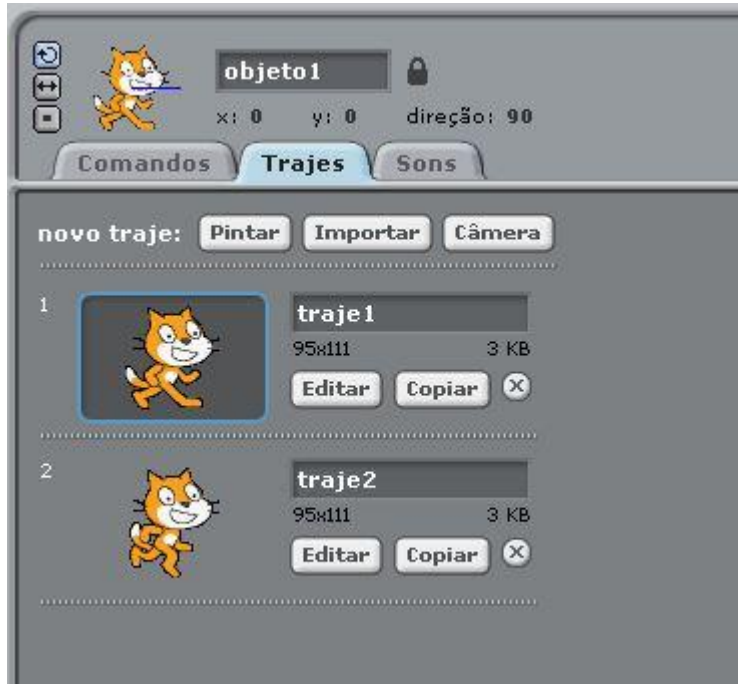 objeto1
x: 0 y: 0 direção: 90
Comandos Trajes Sons
novo traje: Pintar Importar Câmera
1
traje1
95x111 3 KB
Editar Copiar
2
traje2
95x111 3 KB
Editar Copiar